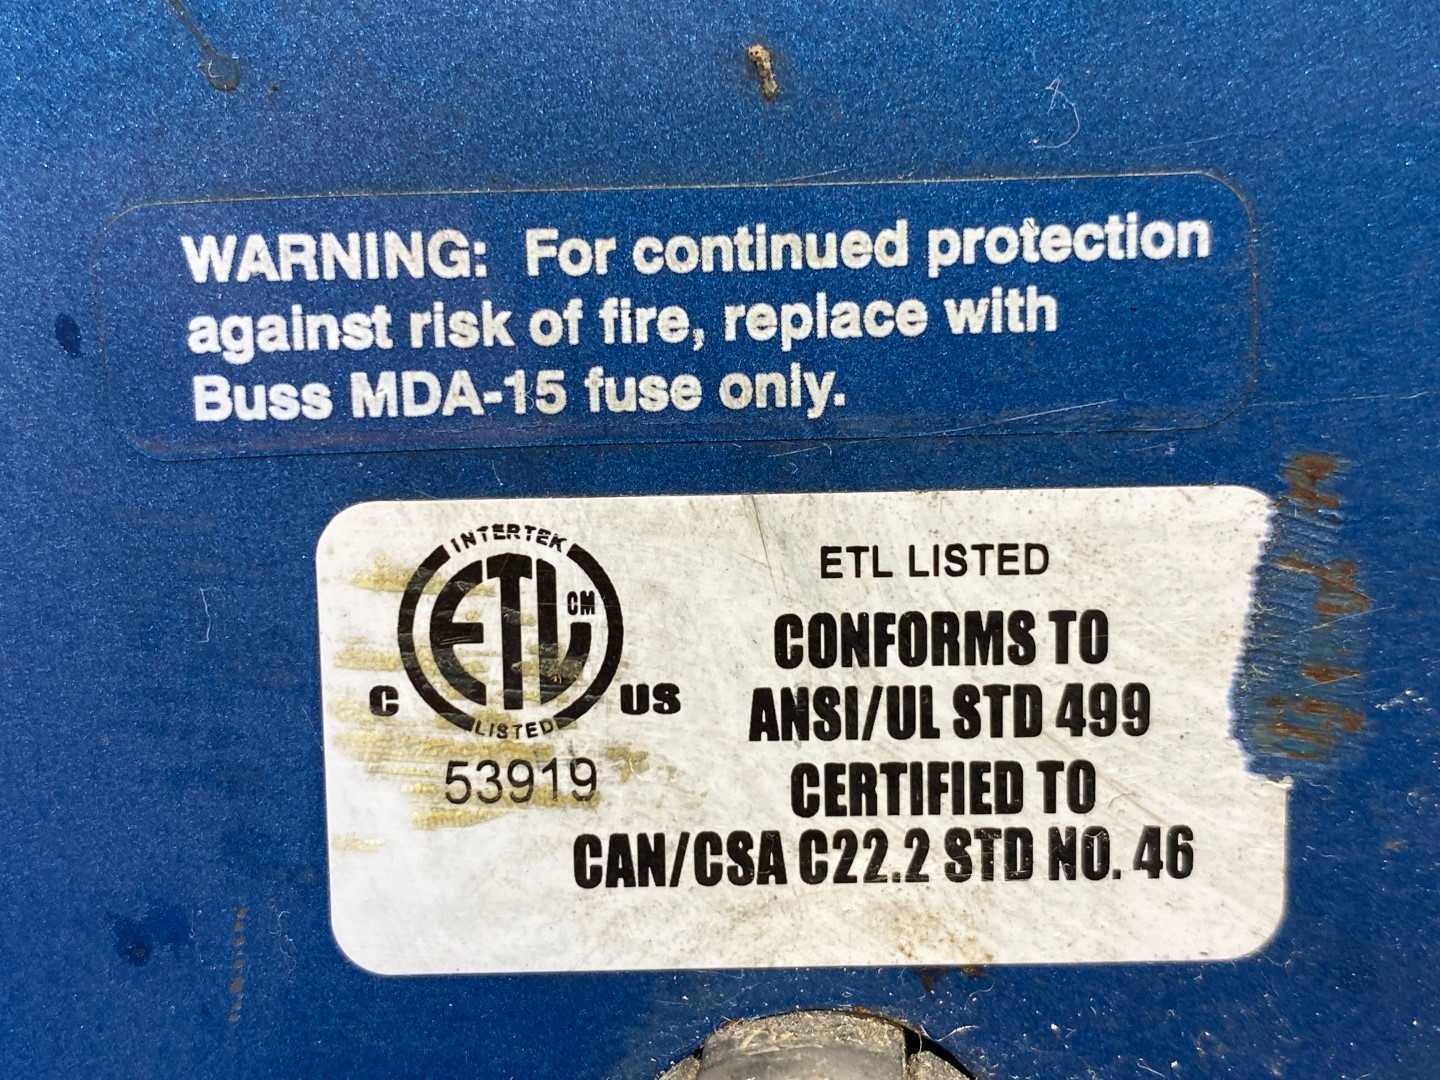 WARNING: For continued protection
against risk of fire, replace with
Buss MDA-15 fuse only.
INTERTEK
ETL CM
C US
LISTED
53919
ETL LISTED
CONFORMS TO
ANSI/UL STD 499
CERTIFIED TO
CAN/CSA C22.2 STD NO. 46